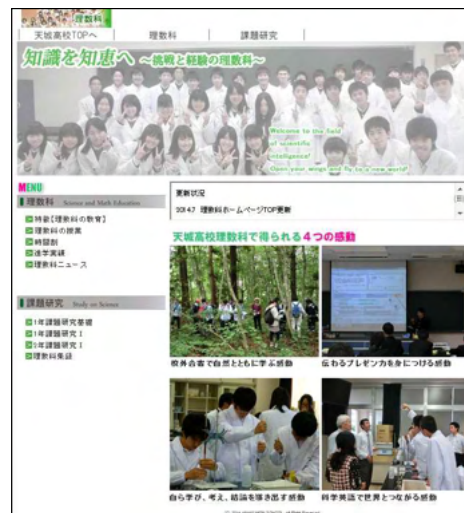 理数科
天城高校TOPへ
理数科
課題研究
知識を知恵へ ～挑戦と経験の理数科～
Welcome to the field
of scientific
intelligence!
Open your wings and fly to a new world!
MENU
理数科 Science and Math Education
特徴【理数科の教育】
理数科の授業
時間割
進学実績
理数科ニュース
課題研究 Study on Science
1年課題研究基礎
1年課題研究Ⅰ
2年課題研究Ⅰ
理数科集録
更新状況
2014.7 理数科ホームページTOP更新
天城高校理数科で得られる4つの感動
校外合宿で自然とともに学ぶ感動
伝わるプレゼン力を身につける感動
自ら学び、考え、結論を導き出す感動
科学英語で世界とつながる感動